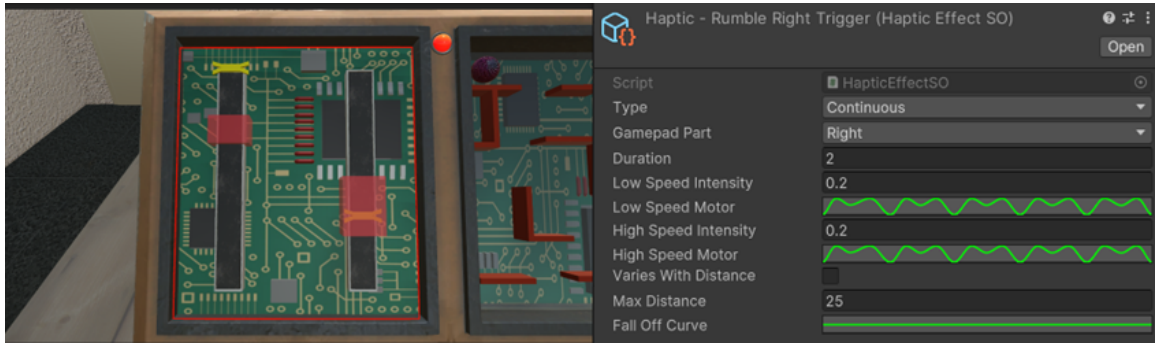 Haptic - Rumble Right Trigger (Haptic Effect SO)
Open
Script HapticEffectSO
Type Continuous
Gamepad Part Right
Duration 2
Low Speed Intensity 0.2
Low Speed Motor
High Speed Intensity 0.2
High Speed Motor
Varies With Distance
Max Distance 25
Fall Off Curve